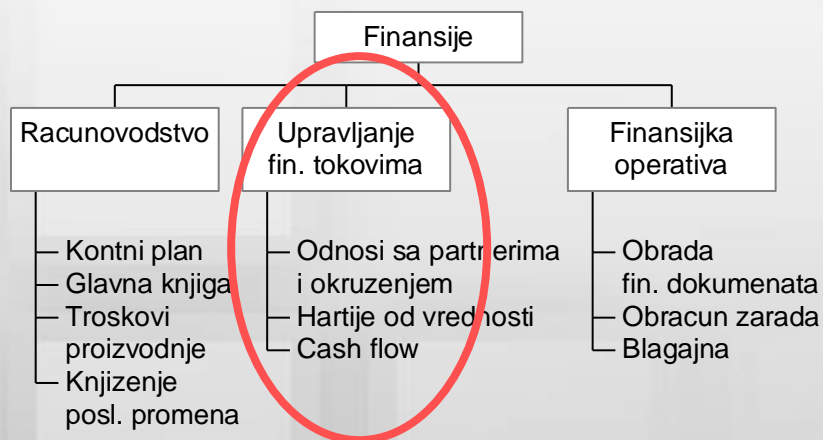 Finansije
Racunovodstvo
Kontni plan
Glavna knjiga
Troskovi
proizvodnje
Knjizenje
posl. promena
Upravljanje
fin. tokovima
Odnosi sa partnerima
i okruzenjem
Hartije od vrednosti
Cash flow
Finansijka
operativa
Obrada
fin. dokumenata
Obracun zarada
Blagajna